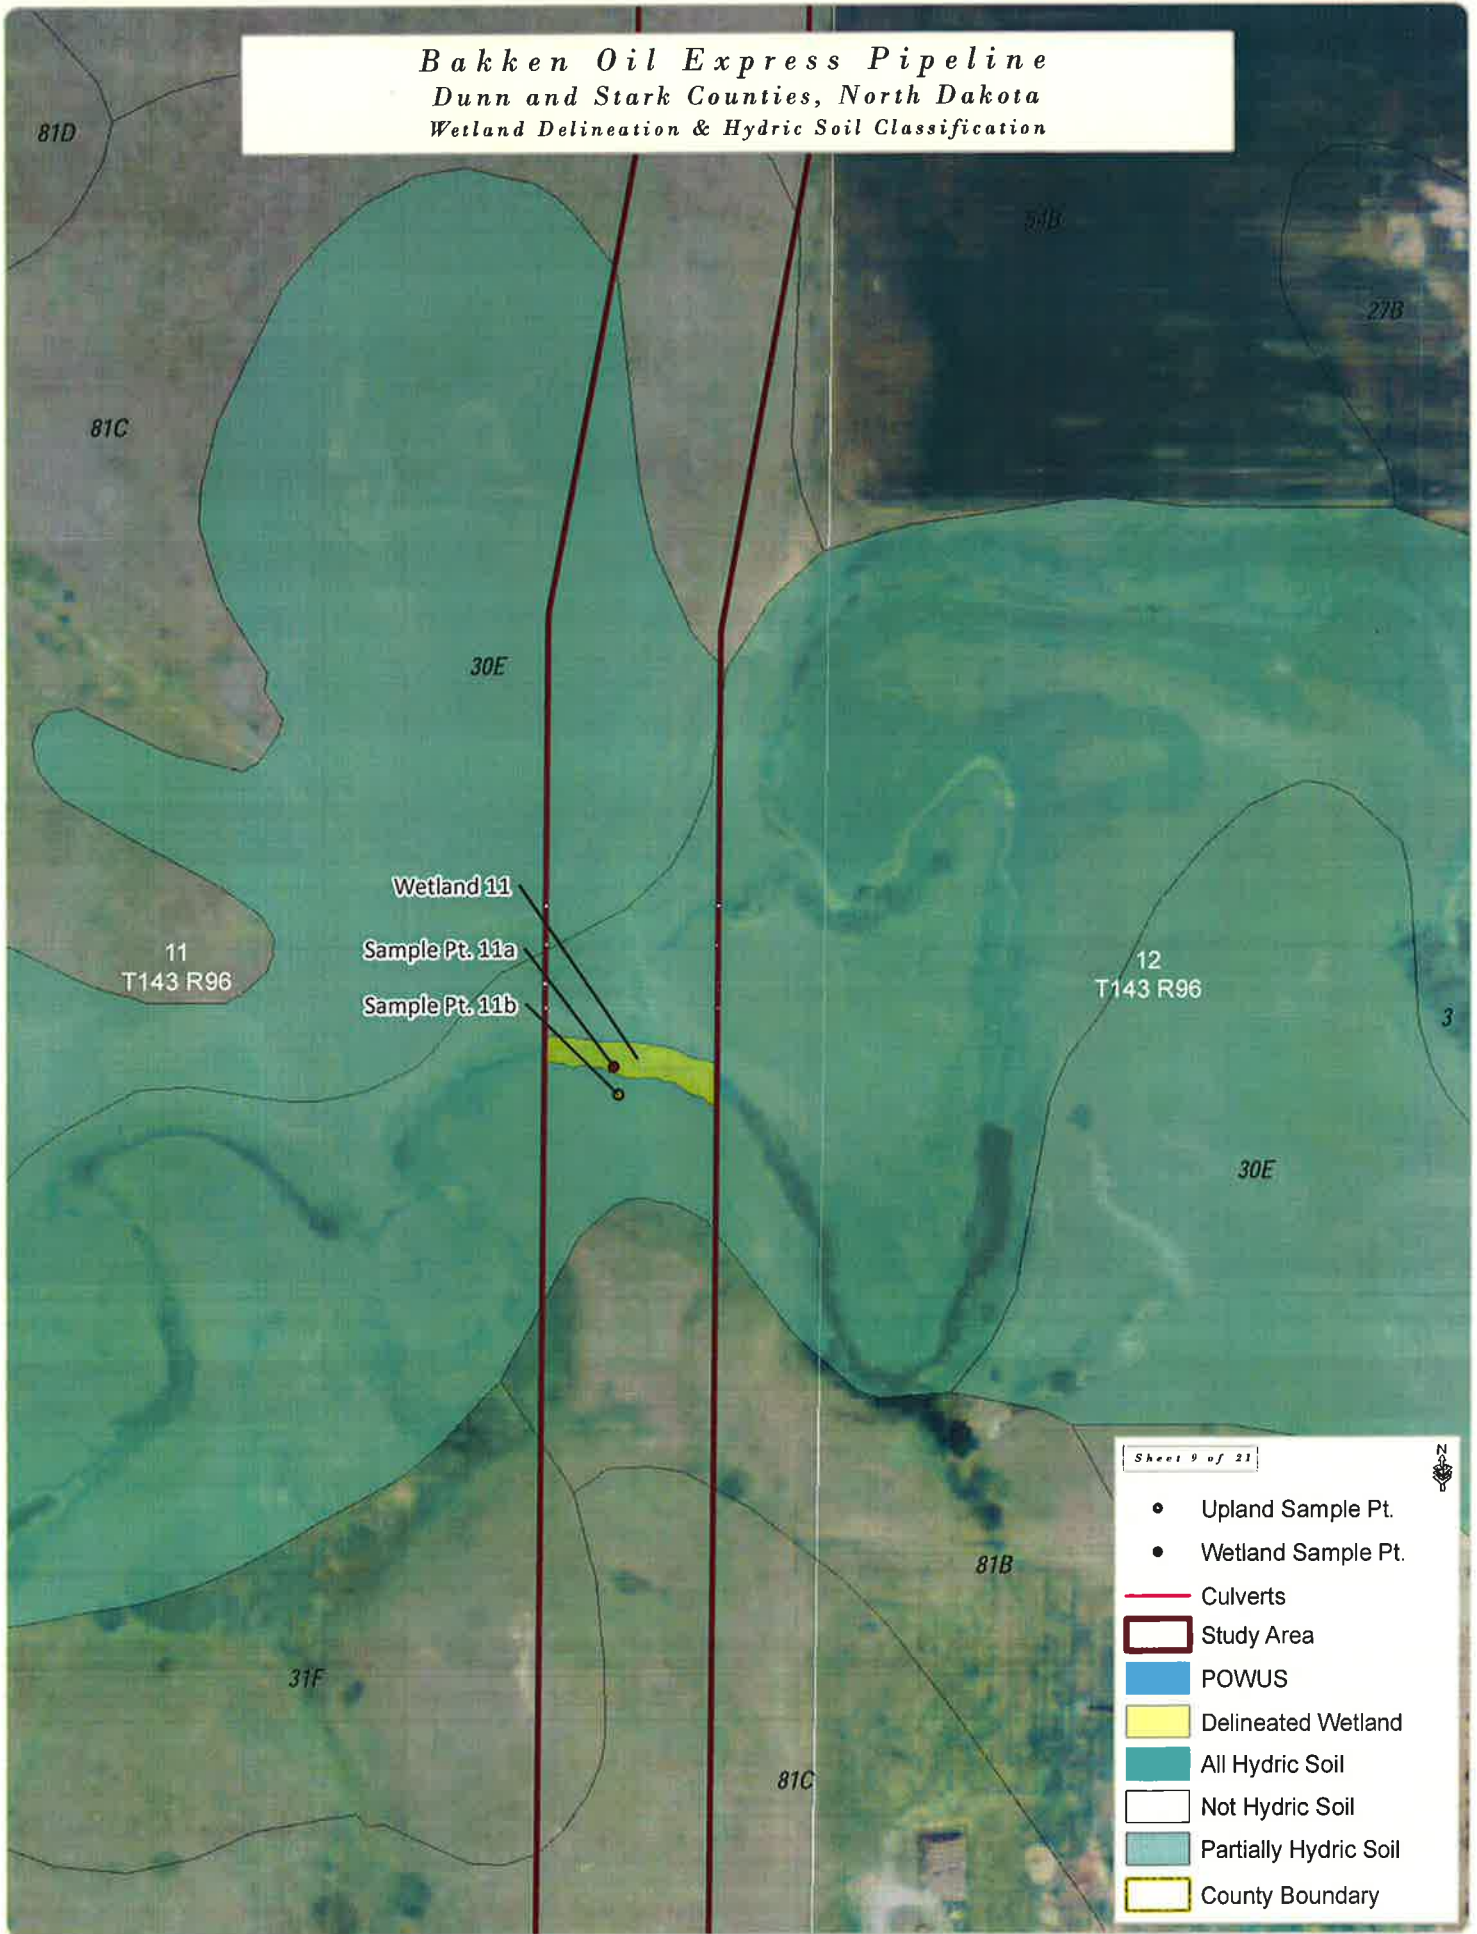 Bakken Oil Express Pipeline
Dunn and Stark Counties, North Dakota
Wetland Delineation & Hydric Soil Classification
81D
54B
27B
81C
30E
Wetland 11
Sample Pt. 11a
Sample Pt. 11b
11
T143 R96
12
T143 R96
3
30E
81B
31F
81C
Sheet 9 of 21
N
Upland Sample Pt.
Wetland Sample Pt.
Culverts
Study Area
POWUS
Delineated Wetland
All Hydric Soil
Not Hydric Soil
Partially Hydric Soil
County Boundary